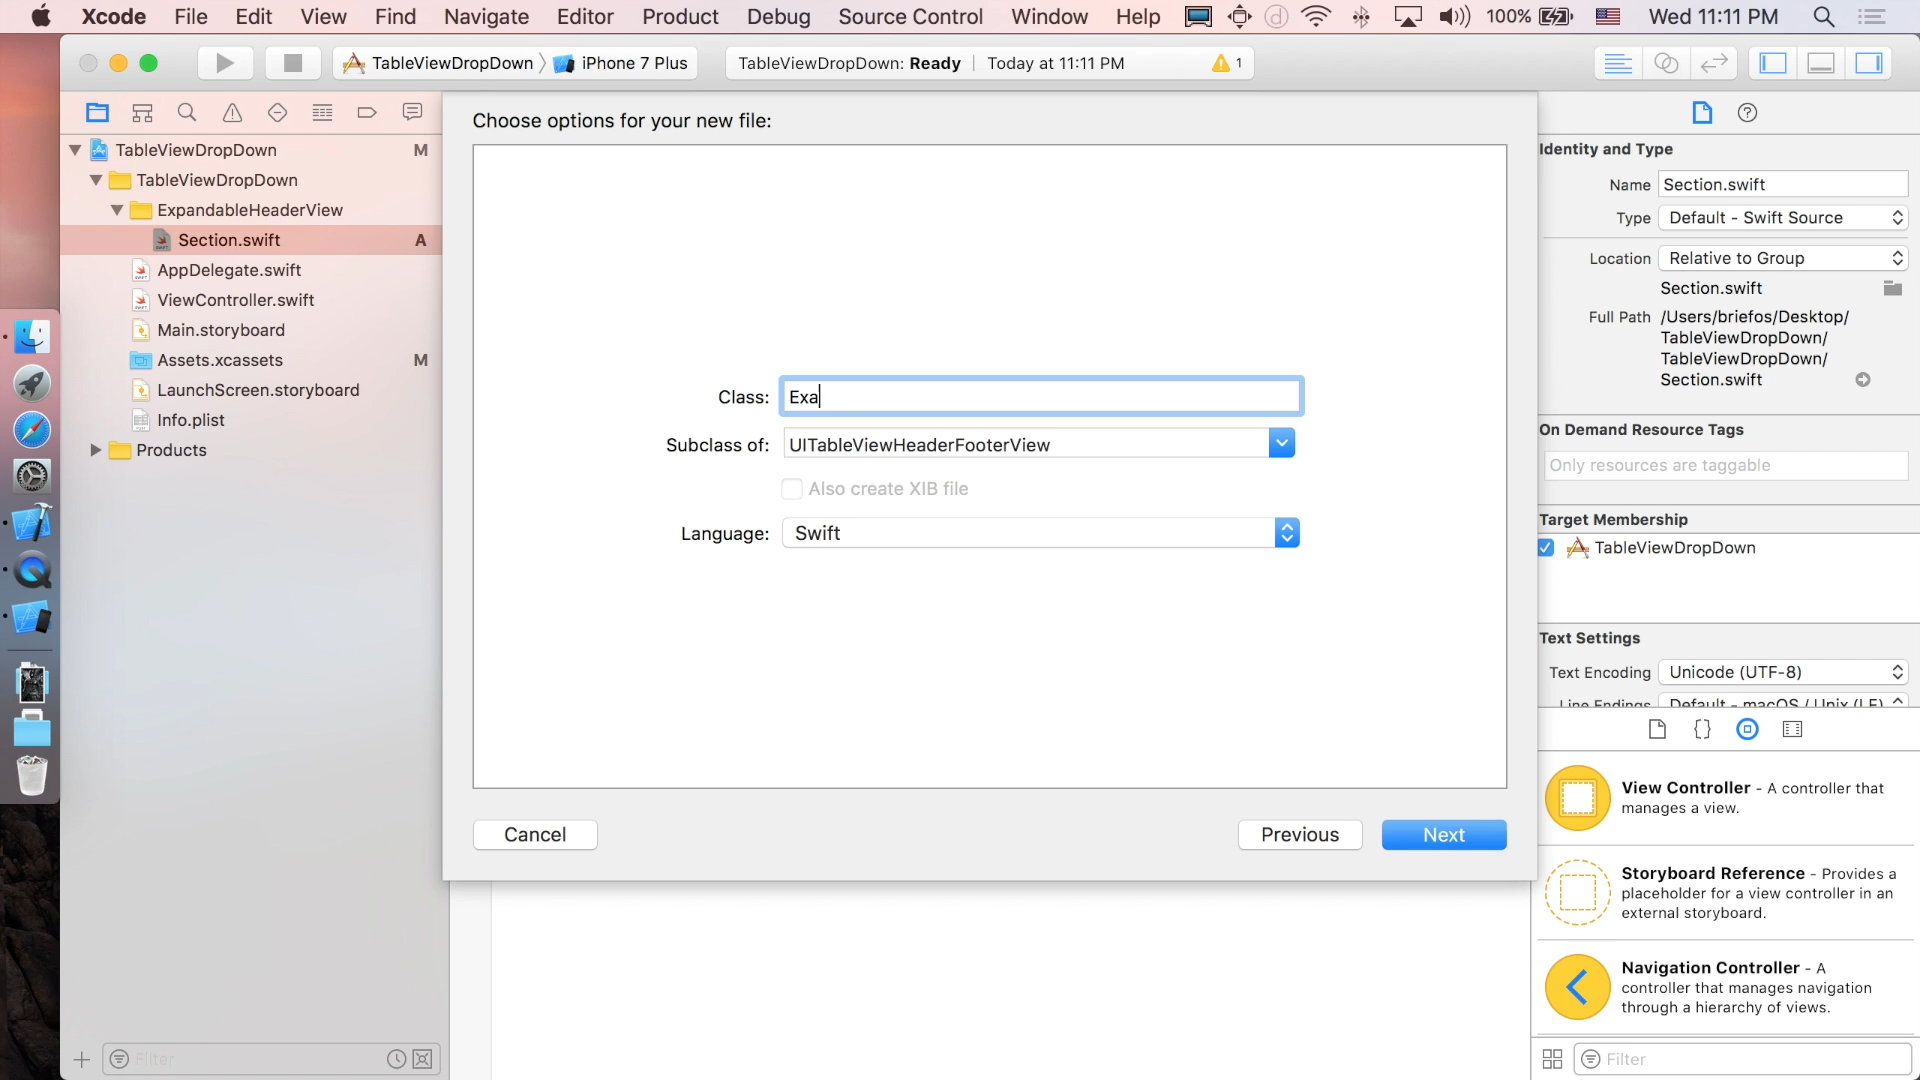 Xcode File Edit View Find Navigate Editor Product Debug Source Control Window Help 100% Wed 11:11 PM
TableViewDropDown iPhone 7 Plus TableViewDropDown: Ready Today at 11:11 PM 1
Choose options for your new file:
TableViewDropDown M
TableViewDropDown
ExpandableHeaderView
Section.swift A
AppDelegate.swift
ViewController.swift
Main.storyboard
Assets.xcassets M
LaunchScreen.storyboard
Info.plist
Products
Filter
Class: Exa
Subclass of: UITableViewHeaderFooterView
Also create XIB file
Language: Swift
Cancel Previous Next
Identity and Type
Name Section.swift
Type Default - Swift Source
Location Relative to Group
Section.swift
Full Path /Users/briefos/Desktop/
TableViewDropDown/
TableViewDropDown/
Section.swift
On Demand Resource Tags
Only resources are taggable
Target Membership
TableViewDropDown
Text Settings
Text Encoding Unicode (UTF-8)
Line Endings Default - macOS / Unix (LF)
View Controller - A controller that
manages a view.
Storyboard Reference - Provides a
placeholder for a view controller in an
external storyboard.
Navigation Controller - A
controller that manages navigation
through a hierarchy of views.
Filter